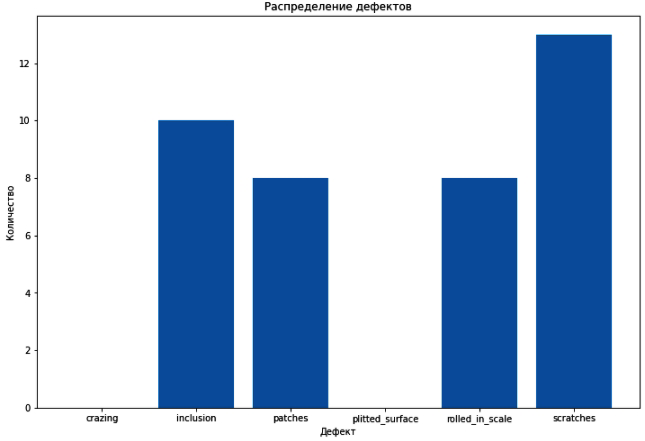 Распределение дефектов
12
10
8
6
4
2
0
Количество
crazing inclusion patches plitted_surface rolled_in_scale scratches
Дефект